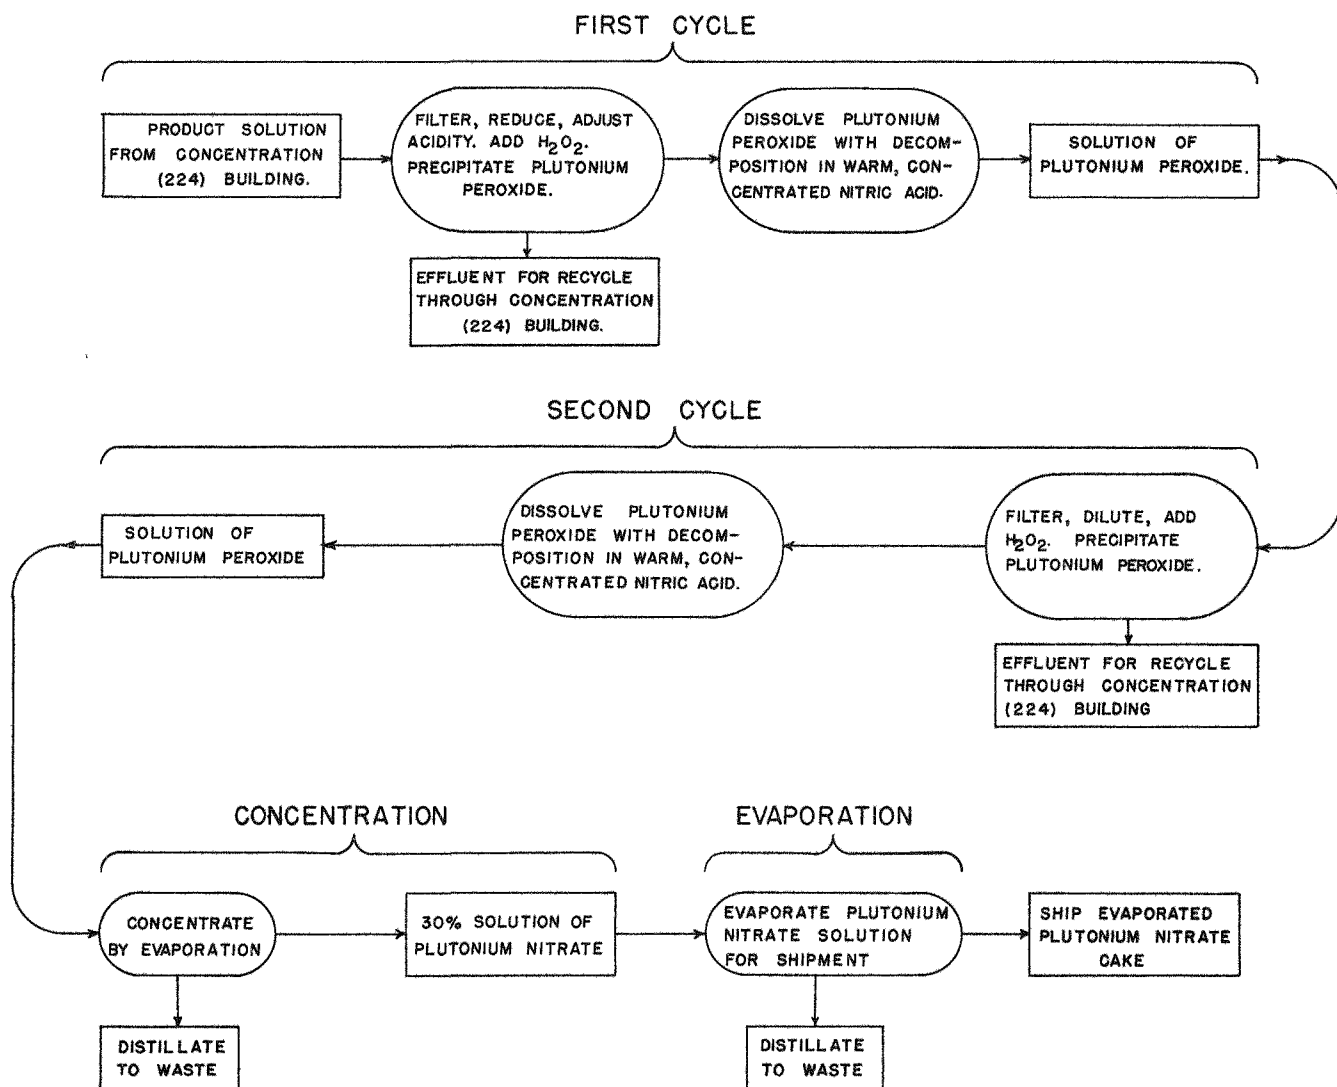 FIRST CYCLE
PRODUCT SOLUTION
FROM CONCENTRATION
(224) BUILDING.
FILTER, REDUCE, ADJUST
ACIDITY. ADD H2O2.
PRECIPITATE PLUTONIUM
PEROXIDE.
DISSOLVE PLUTONIUM
PEROXIDE WITH DECOM-
POSITION IN WARM, CON-
CENTRATED NITRIC ACID.
SOLUTION OF
PLUTONIUM PEROXIDE.
EFFLUENT FOR RECYCLE
THROUGH CONCENTRATION
(224) BUILDING.
SECOND CYCLE
SOLUTION OF
PLUTONIUM PEROXIDE
DISSOLVE PLUTONIUM
PEROXIDE WITH DECOM-
POSITION IN WARM, CON-
CENTRATED NITRIC ACID.
FILTER, DILUTE, ADD
H2O2. PRECIPITATE
PLUTONIUM PEROXIDE.
EFFLUENT FOR RECYCLE
THROUGH CONCENTRATION
(224) BUILDING
CONCENTRATION
EVAPORATION
CONCENTRATE
BY EVAPORATION
30% SOLUTION OF
PLUTONIUM NITRATE
EVAPORATE PLUTONIUM
NITRATE SOLUTION
FOR SHIPMENT
SHIP EVAPORATED
PLUTONIUM NITRATE
CAKE
DISTILLATE
TO WASTE
DISTILLATE
TO WASTE